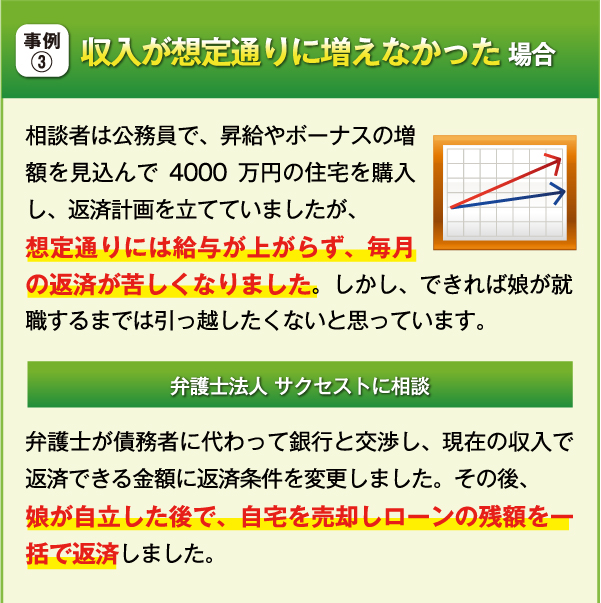 事例
③
収入が想定通りに増えなかった場合
相談者は公務員で、昇給やボーナスの増
額を見込んで 4000 万円の住宅を購入
し、返済計画を立てていましたが、
想定通りには給与が上がらず、毎月
の返済が苦しくなりました。しかし、できれば娘が就
職するまでは引っ越したくないと思っています。
弁護士法人 サクセストに相談
弁護士が債務者に代わって銀行と交渉し、現在の収入で
返済できる金額に返済条件を変更しました。その後、
娘が自立した後で、自宅を売却しローンの残額を一
括で返済しました。